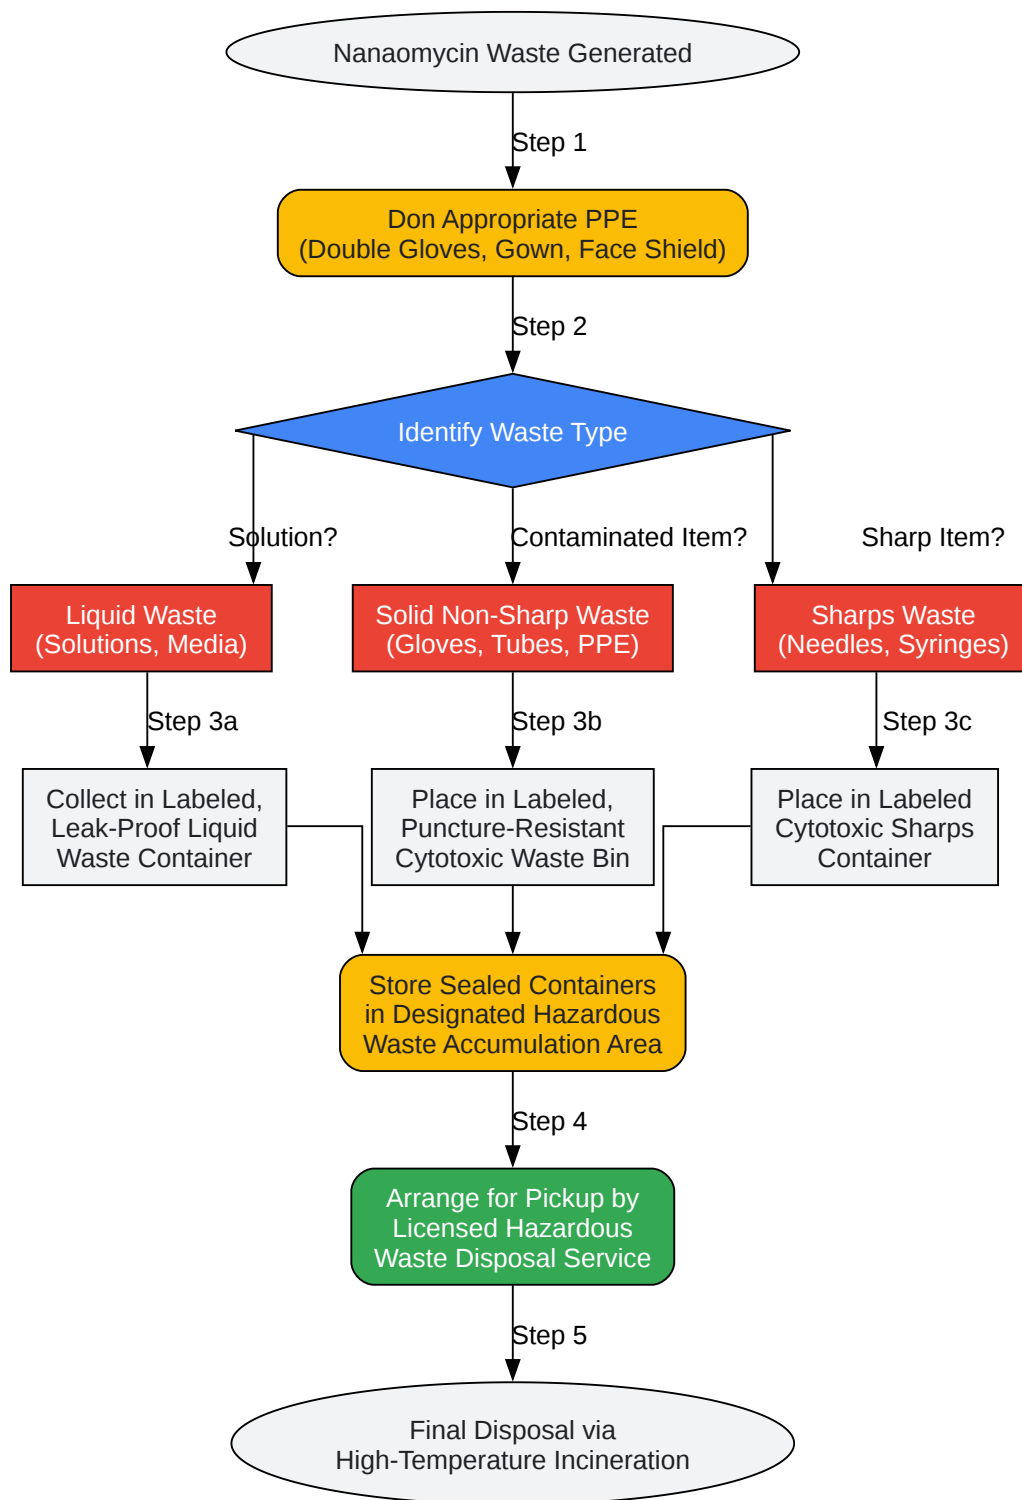 Nanaomycin Waste Generated
Step 1
Don Appropriate PPE
(Double Gloves, Gown, Face Shield)
Step 2
Identify Waste Type
Solution?
Contaminated Item?
Sharp Item?
Liquid Waste
(Solutions, Media)
Solid Non-Sharp Waste
(Gloves, Tubes, PPE)
Sharps Waste
(Needles, Syringes)
Step 3a
Step 3b
Step 3c
Collect in Labeled,
Leak-Proof Liquid
Waste Container
Place in Labeled,
Puncture-Resistant
Cytotoxic Waste Bin
Place in Labeled
Cytotoxic Sharps
Container
Store Sealed Containers
in Designated Hazardous
Waste Accumulation Area
Step 4
Arrange for Pickup by
Licensed Hazardous
Waste Disposal Service
Step 5
Final Disposal via
High-Temperature Incineration